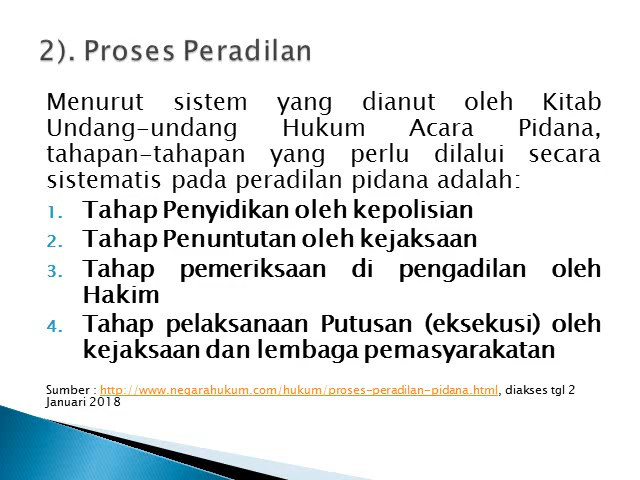 2). Proses Peradilan
Menurut sistem yang dianut oleh Kitab
Undang-undang Hukum Acara Pidana,
tahapan-tahapan yang perlu dilalui secara
sistematis pada peradilan pidana adalah:
1. Tahap Penyidikan oleh kepolisian
2. Tahap Penuntutan oleh kejaksaan
3. Tahap pemeriksaan di pengadilan oleh
Hakim
4. Tahap pelaksanaan Putusan (eksekusi) oleh
kejaksaan dan lembaga pemasyarakatan
Sumber : http://www.negarahukum.com/hukum/proses-peradilan-pidana.html, diakses tgl 2
Januari 2018